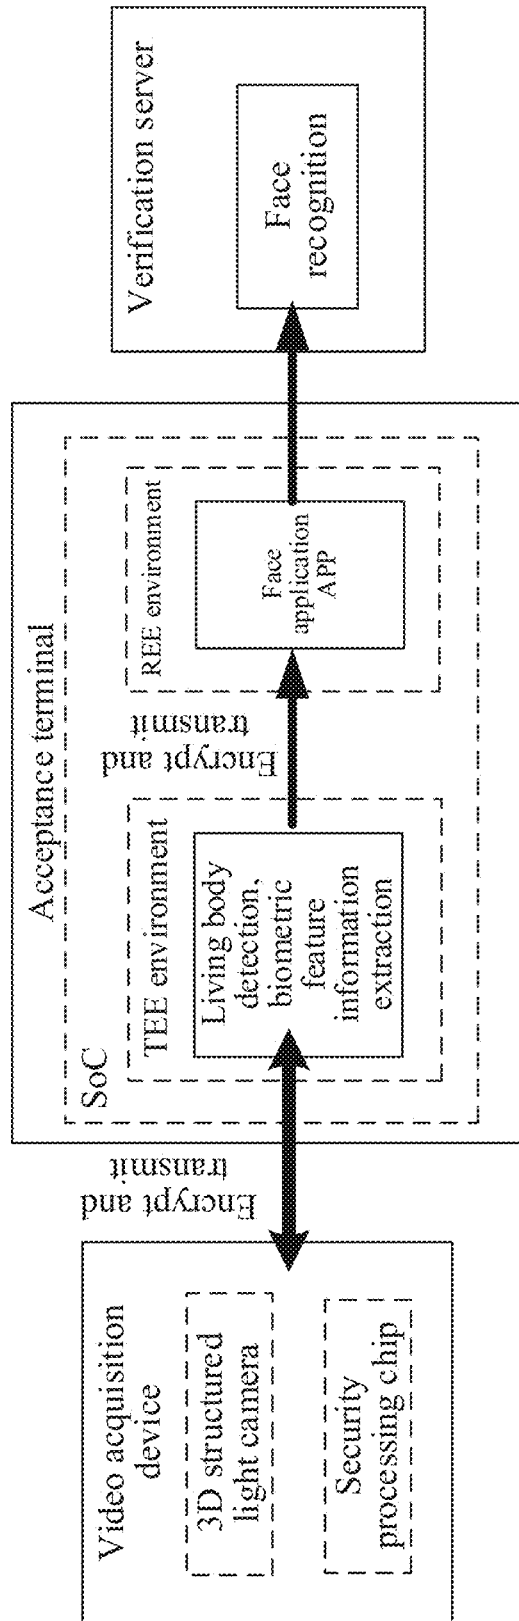 Video acquisition
device
3D structured
light camera
Security
processing chip
Encrypt and
transmit
Acceptance terminal
SoC
TEE environment
Living body
detection,
biometric
feature
information
extraction
Encrypt and
transmit
REE environment
Face
application
APP
Verification server
Face
recognition